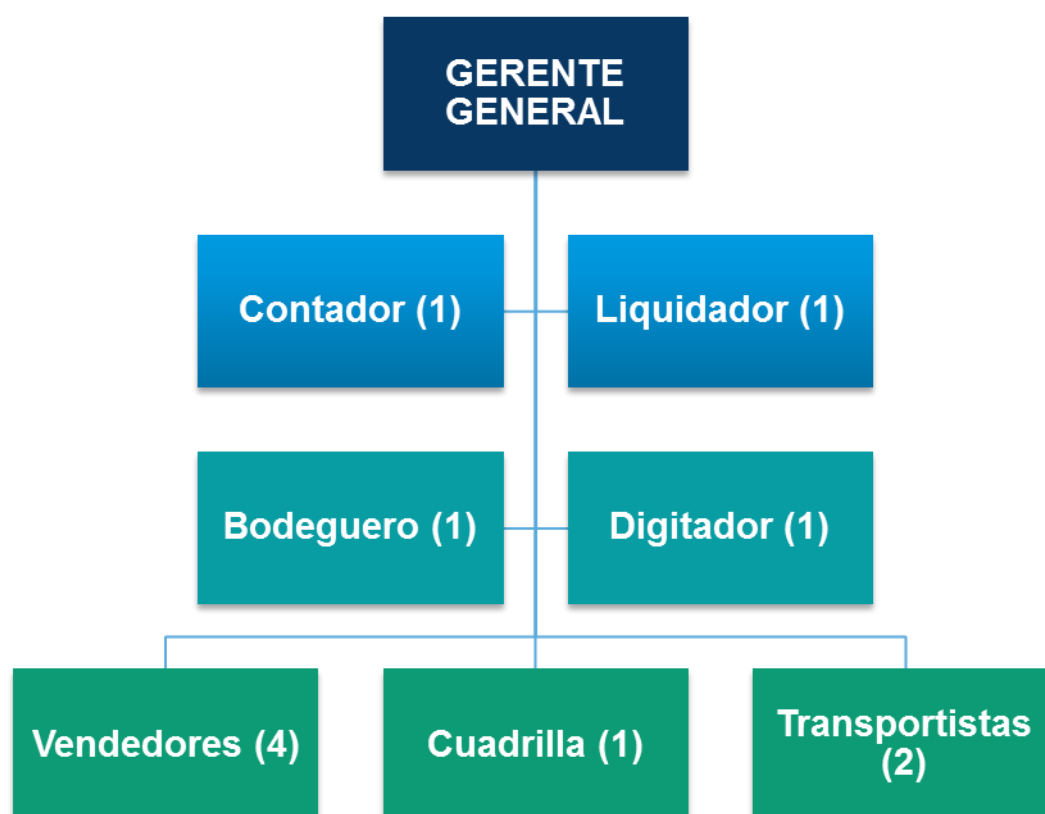 GERENTE
GENERAL
Contador (1)
Liquidador (1)
Bodeguero (1)
Digitador (1)
Vendedores (4)
Cuadrilla (1)
Transportistas
(2)